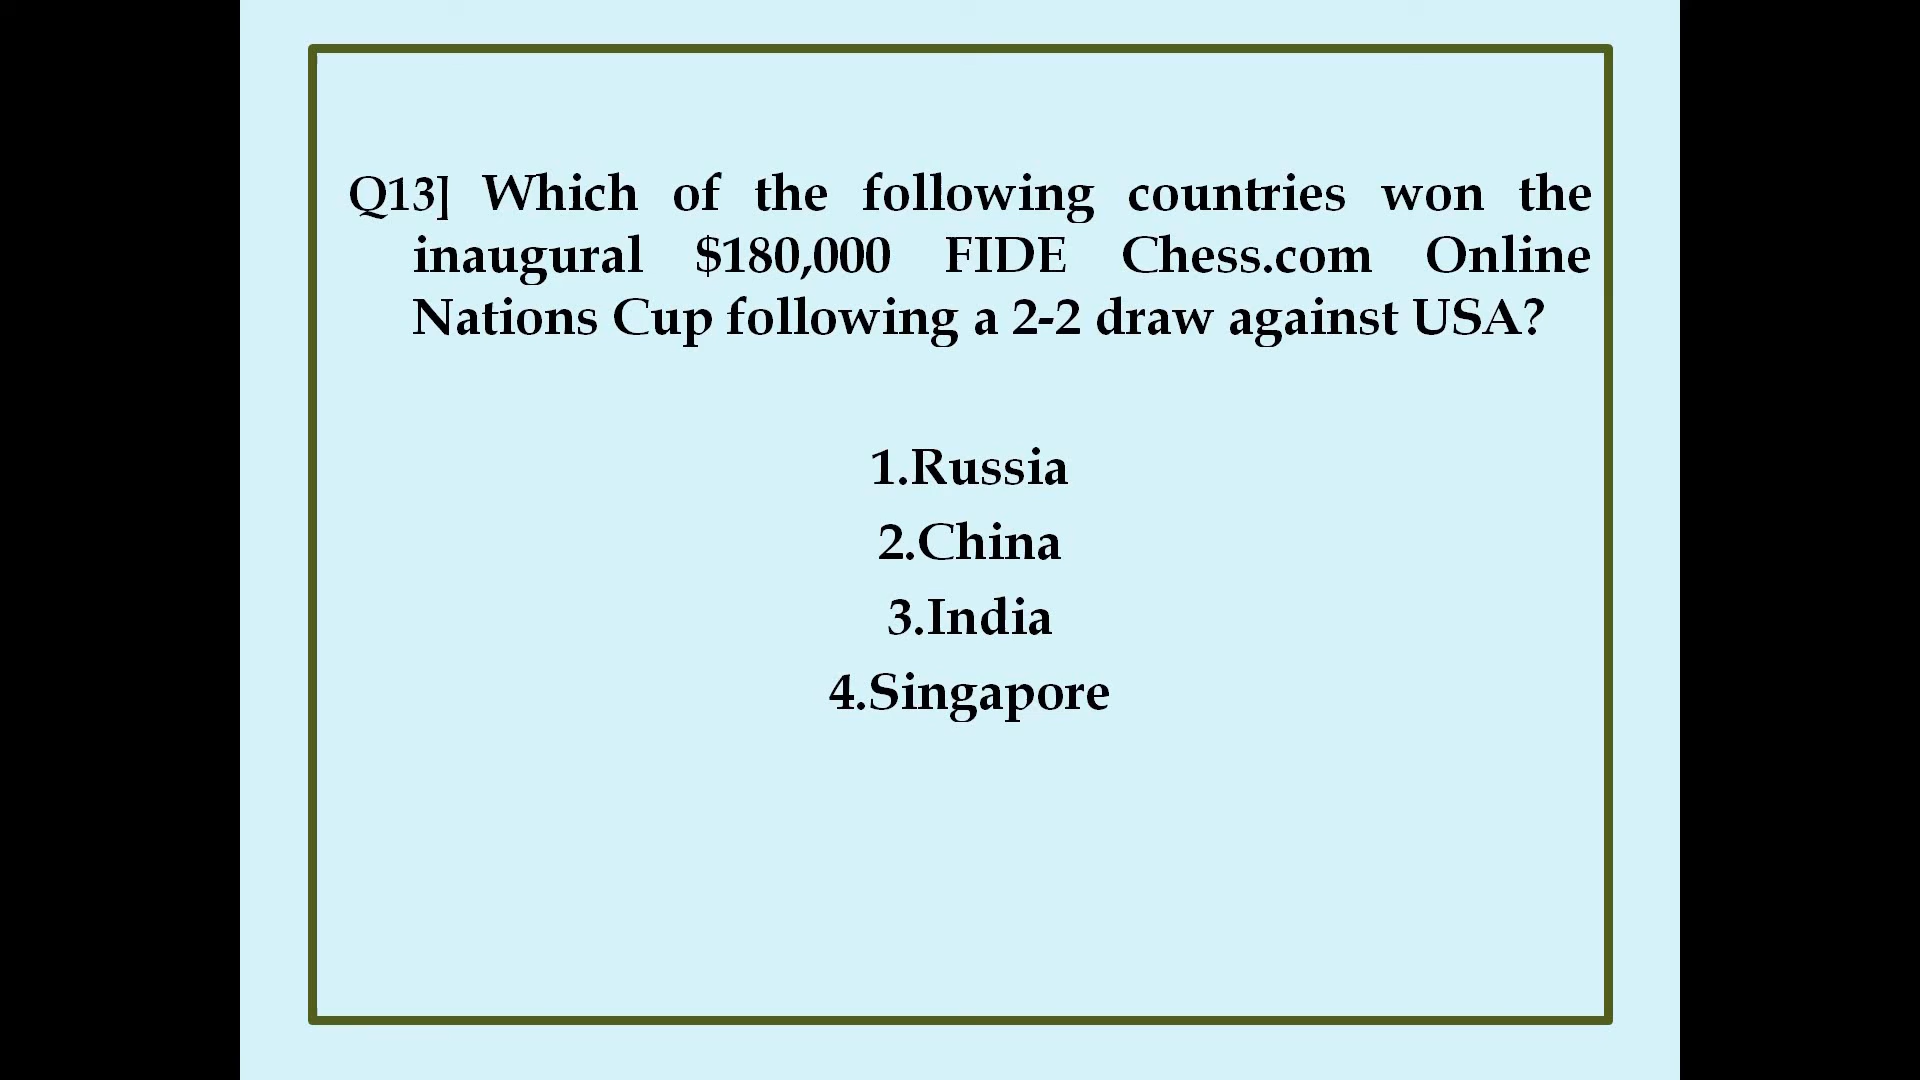 Q13] Which of the following countries won the
inaugural $180,000 FIDE Chess.com Online
Nations Cup following a 2-2 draw against USA?
1.Russia
2.China
3.India
4.Singapore